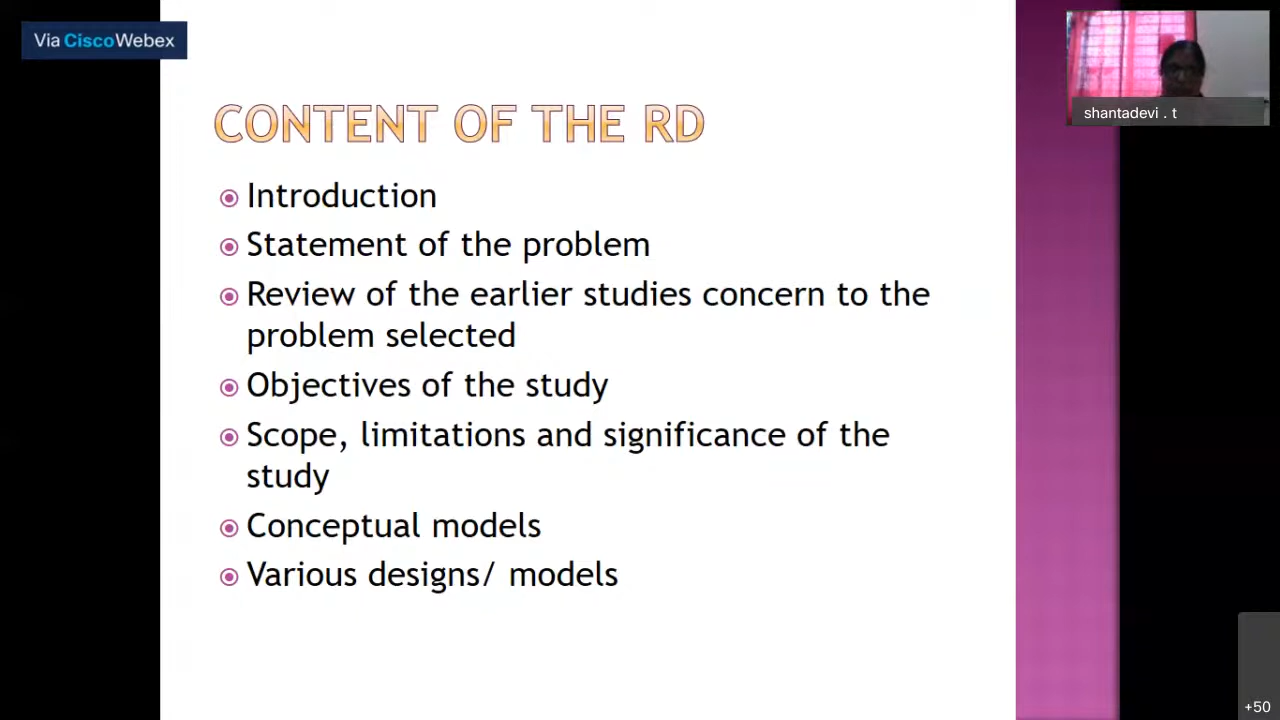 Via CiscoWebex
shantadevi . t
CONTENT OF THE RD
Introduction
Statement of the problem
Review of the earlier studies concern to the
problem selected
Objectives of the study
Scope, limitations and significance of the
study
Conceptual models
Various designs/ models
+50